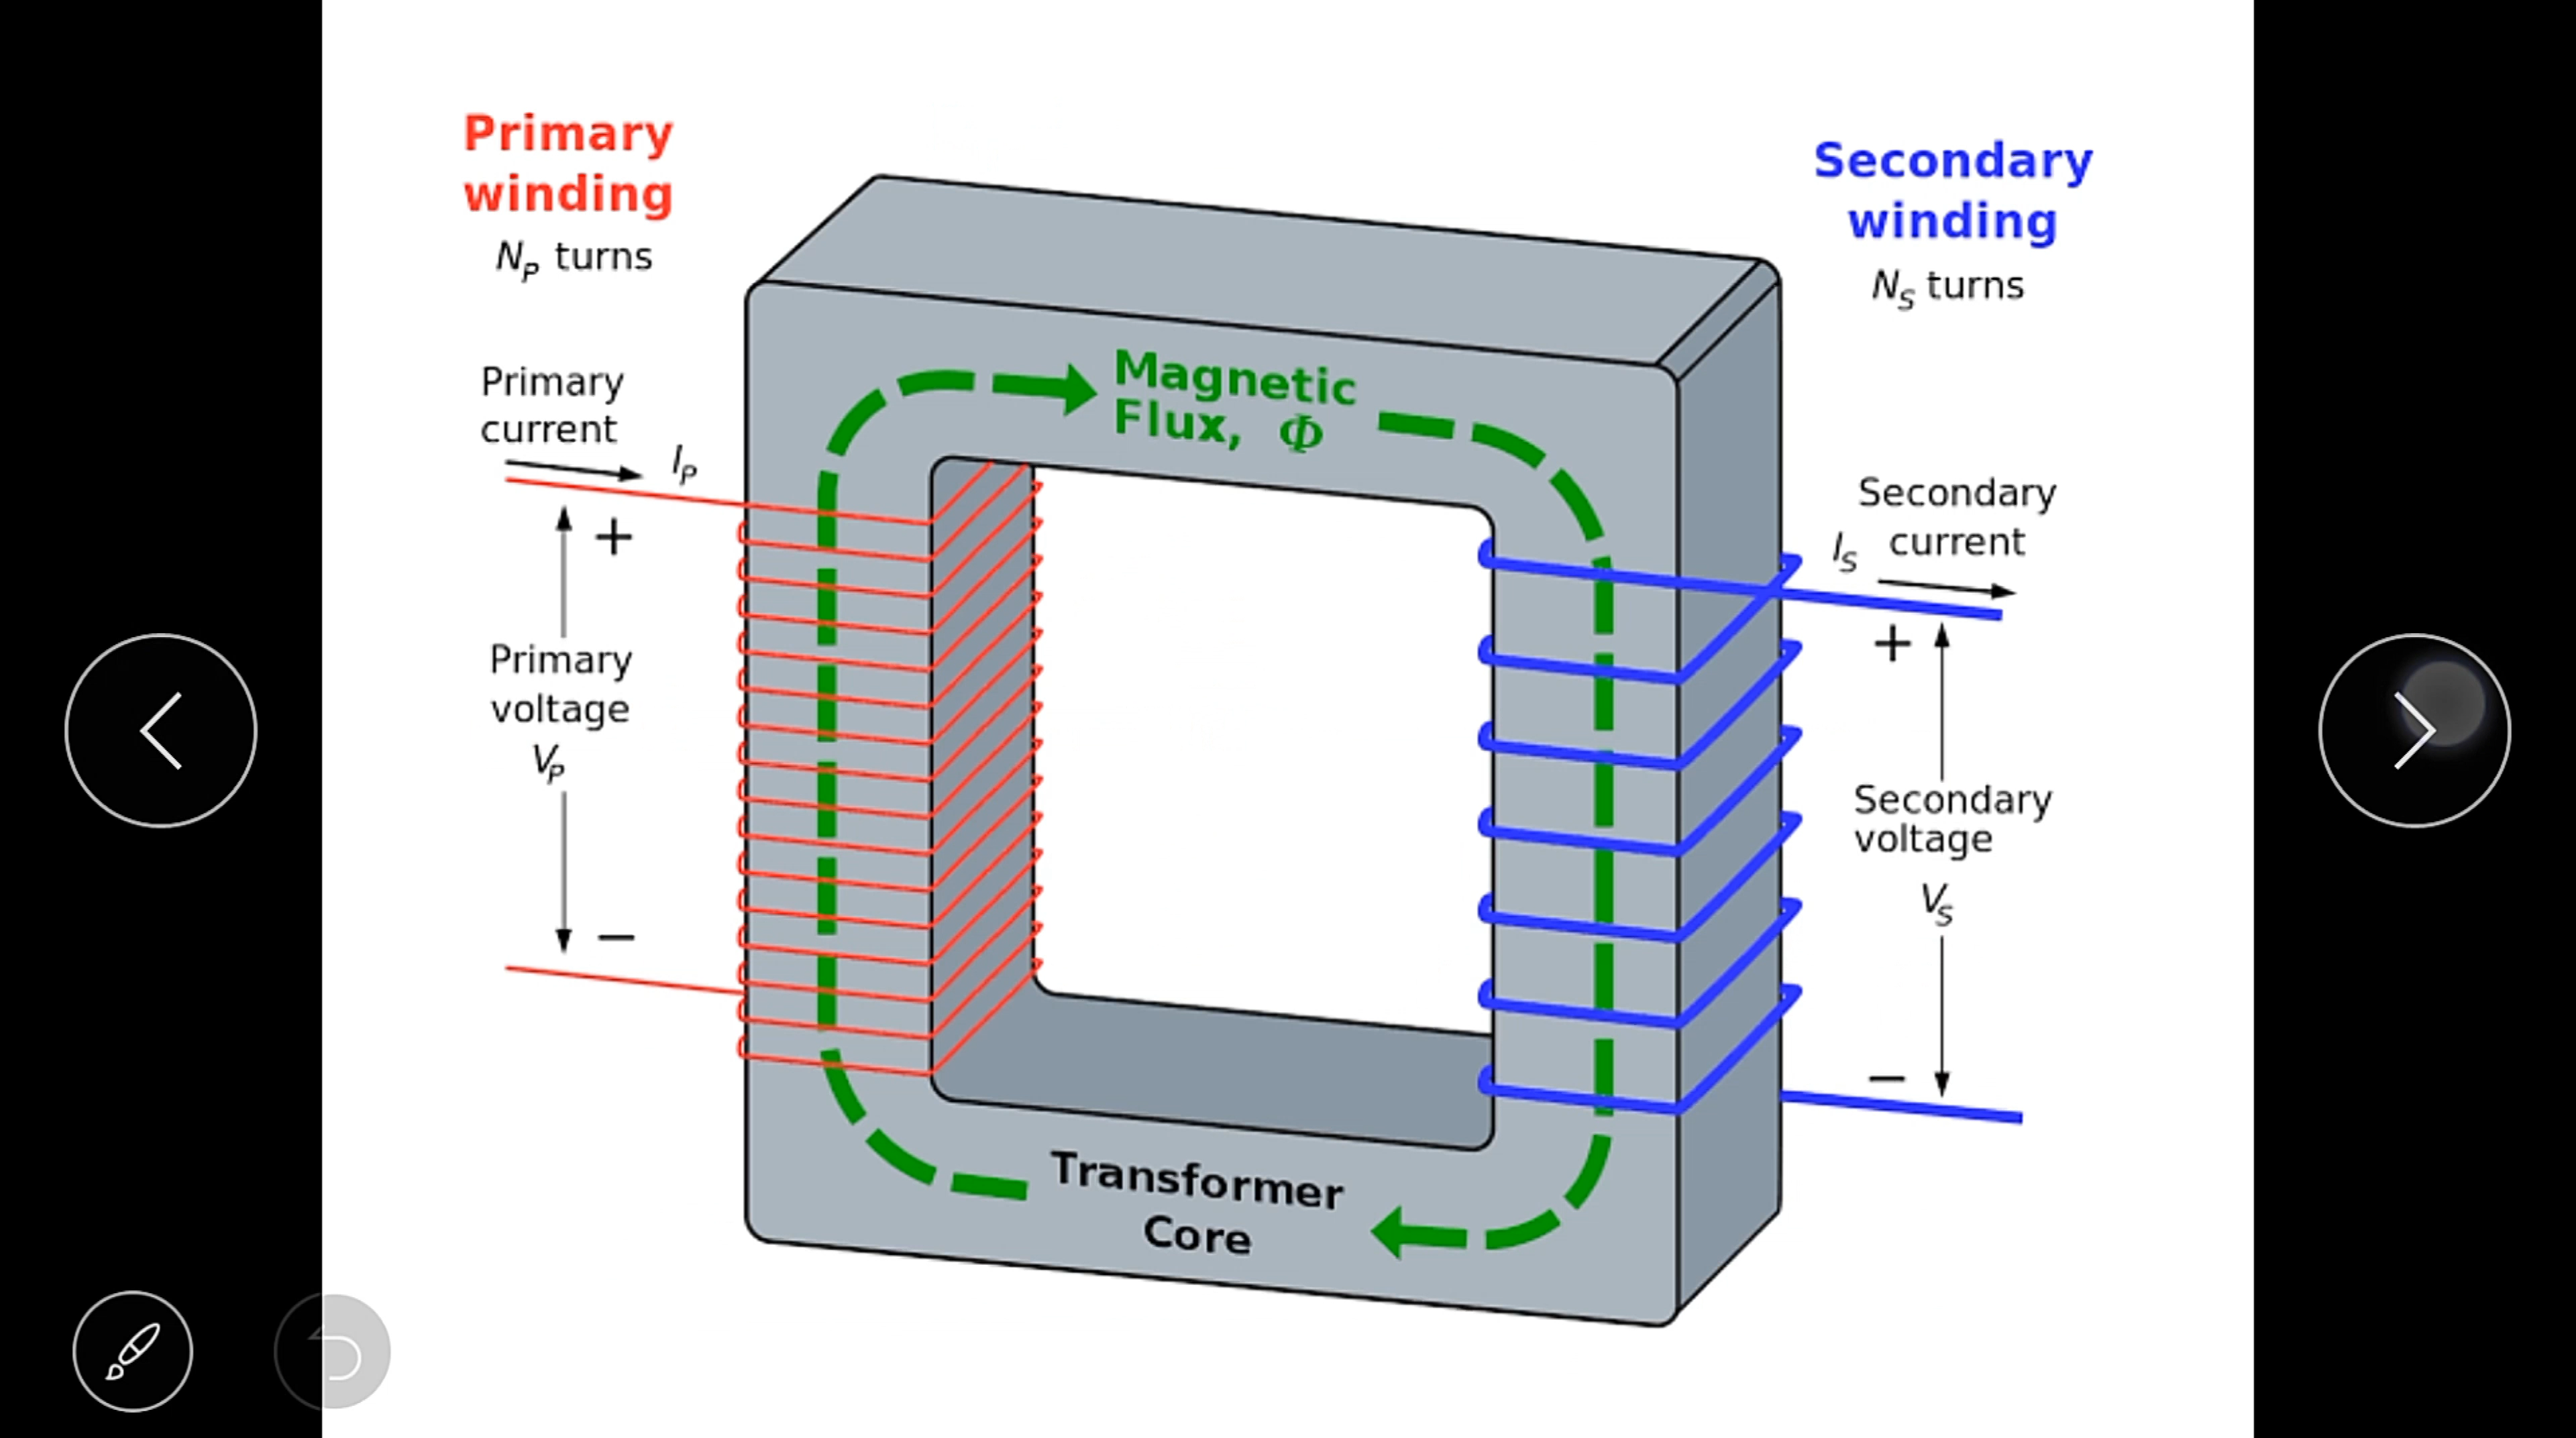 Primary
winding
Nₚ turns
Primary
current
Iₚ
+
Primary
voltage
Vₚ
−
Magnetic
Flux, Φ
Transformer
Core
Secondary
winding
Nₛ turns
Secondary
current
Iₛ
+
Secondary
voltage
Vₛ
−